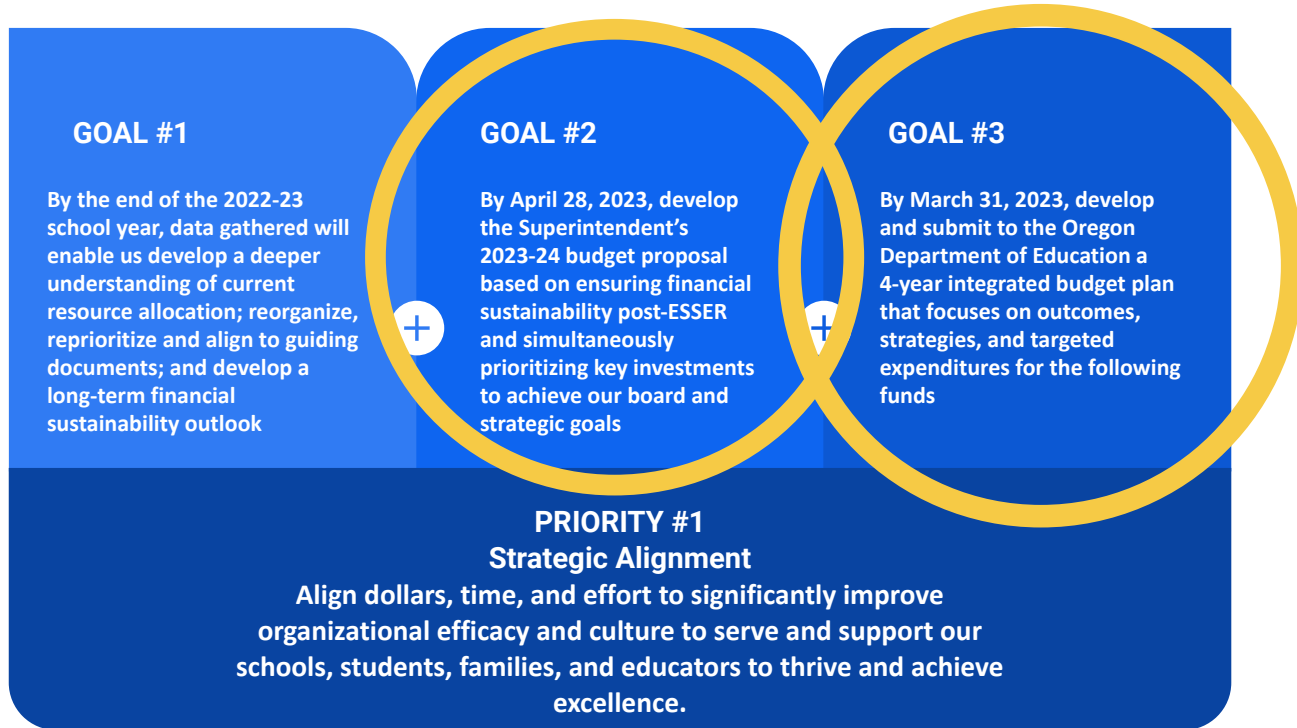 GOAL #1
By the end of the 2022-23
school year, data gathered will
enable us develop a deeper
understanding of current
resource allocation; reorganize,
reprioritize and align to guiding
documents; and develop a
long-term financial
sustainability outlook
GOAL #2
By April 28, 2023, develop
the Superintendent’s
2023-24 budget proposal
based on ensuring financial
sustainability post-ESSER
and simultaneously
prioritizing key investments
to achieve our board and
strategic goals
GOAL #3
By March 31, 2023, develop
and submit to the Oregon
Department of Education a
4-year integrated budget plan
that focuses on outcomes,
strategies, and targeted
expenditures for the following
funds
+
+
PRIORITY #1
Strategic Alignment
Align dollars, time, and effort to significantly improve
organizational efficacy and culture to serve and support our
schools, students, families, and educators to thrive and achieve
excellence.